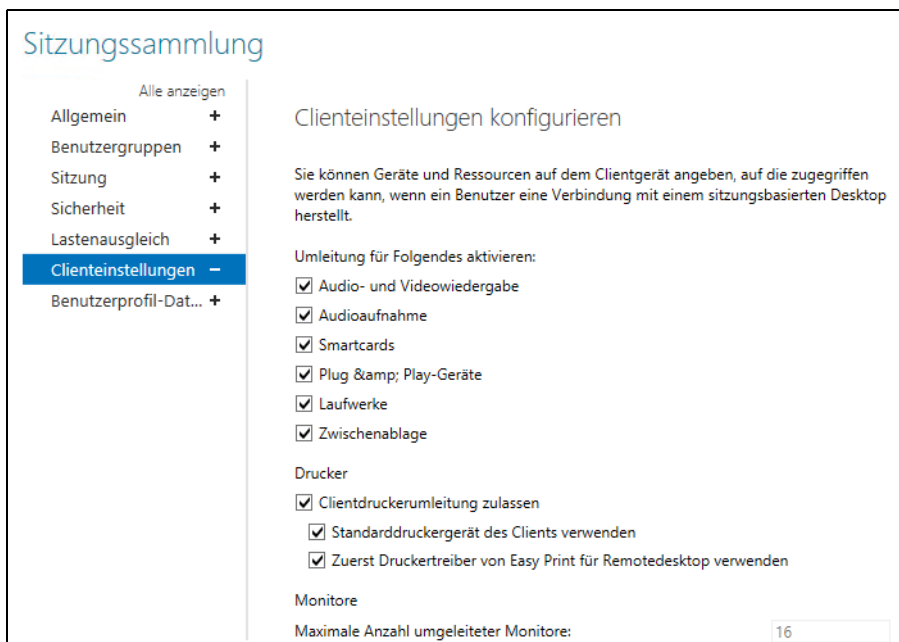 Sitzungssammlung
Alle anzeigen
Allgemein +
Benutzergruppen +
Sitzung +
Sicherheit +
Lastenausgleich +
Clienteinstellungen –
Benutzerprofil-Dat... +
Clienteinstellungen konfigurieren
Sie können Geräte und Ressourcen auf dem Clientgerät angeben, auf die zugegriffen
werden kann, wenn ein Benutzer eine Verbindung mit einem sitzungsbasierten Desktop
herstellt.
Umleitung für Folgendes aktivieren:
Audio- und Videowiedergabe
Audioaufnahme
Smartcards
Plug &amp; Play-Geräte
Laufwerke
Zwischenablage
Drucker
Clientdruckerumleitung zulassen
Standarddruckergerät des Clients verwenden
Zuerst Druckertreiber von Easy Print für Remotedesktop verwenden
Monitore
Maximale Anzahl umgeleiteter Monitore: 16